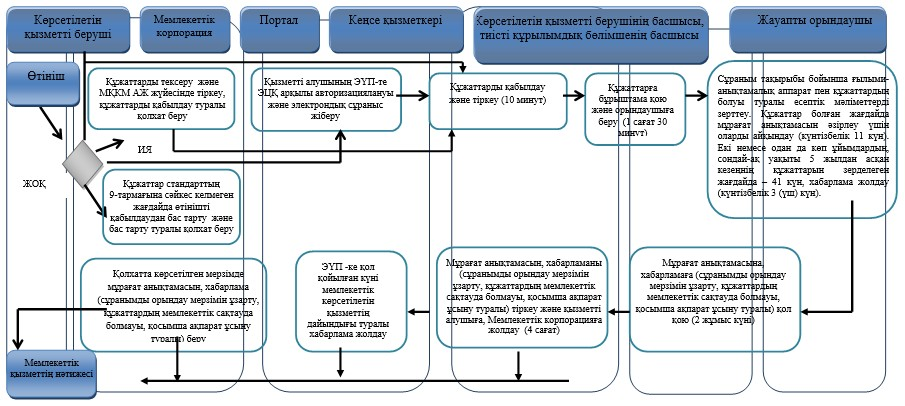 Көрсетілетін
қызметті беруші
Мемлекеттік
корпорация
Портал
Кеңсе қызметкері
Көрсетілетін қызметті берушінің басшысы,
тиісті құрылымдық бөлімшенің басшысы
Жауапты орындаушы
Өтініш
Құжаттарды тексеру және
МҚКМ АЖ жүйесінде тіркеу,
құжаттарды қабылдау туралы
қолхат беру
Қызметті алушының ЭҮП-те
ЭЦҚ арқылы авторизациялануы
және электрондық сұраныс
жіберу
Құжаттарды қабылдау
және тіркеу (10 минут)
Құжаттарға
бұрыштама қою
және орындаушыға
беру (1 сағат 30
минут)
Сұраным тақырыбы бойынша ғылыми-
анықтамалық аппарат пен құжаттардың
болуы туралы есептік мәліметтерді
зерттеу. Құжаттар болған жағдайда
мұрағат анықтамасын әзірлеу үшін
оларды айқындау (күнтізбелік 11 күн).
Екі немесе одан да көп ұйымдардың,
сондай-ақ уақыты 5 жылдан асқан
кезеңнің құжаттарын зерделеген
жағдайда – 41 күн, хабарлама жолдау
(күнтізбелік 3 (үш) күн).
ИЯ
ЖОҚ
Құжаттар стандарттың
9-тармағына сәйкес келмеген
жағдайда өтінішті
қабылдаудан бас тарту және
бас тарту туралы қолхат беру
Қолхатта көрсетілген мерзімде
мұрағат анықтамасын, хабарлама
(сұранымды орындау мерзімін ұзарту,
құжаттардың мемлекеттік сақтауда
болмауы, қосымша ақпарат ұсыну
туралы) беру
ЭҮП -ке қол
қойылған күні
мемлекеттік
көрсетілетін
қызметтің
дайындығы туралы
хабарлама жолдау
Мұрағат анықтамасын, хабарламаны
(сұранымды орындау мерзімін
ұзарту, құжаттардың мемлекеттік
сақтауда болмауы, қосымша ақпарат
ұсыну туралы) тіркеу және қызметті
алушыға, Мемлекеттік корпорацияға
жолдау (4 сағат)
Мұрағат анықтамасына,
хабарламаға (сұранымды орындау
мерзімін ұзарту, құжаттардың
мемлекеттік сақтауда болмауы,
қосымша ақпарат ұсыну туралы) қол
қою (2 жұмыс күні)
Мемлекеттік
қызметтің нәтижесі